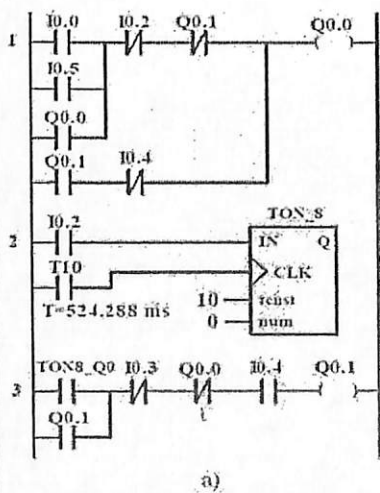 I0.0 I0.2 Q0.1 Q0.0
1
I0.5
Q0.0
Q0.1 I0.4
TON_8
2
I0.2
IN Q
T10
CLK
T=524.288 ms
10 tcnst
0 num
TON8_Q0 I0.3 Q0.0 I0.4 Q0.1
3
Q0.1
a)